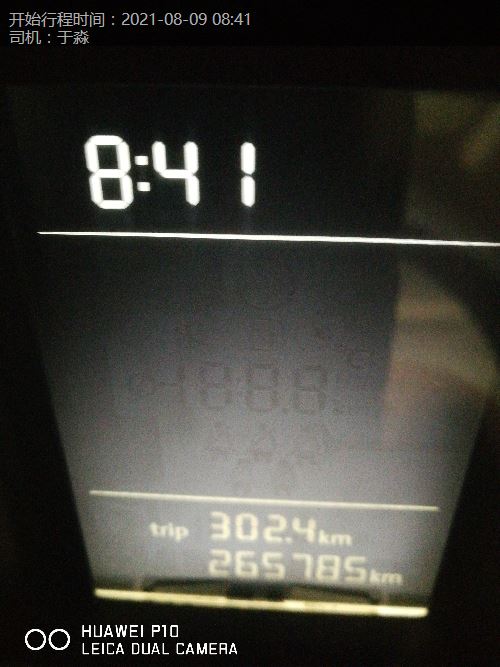 开始行程时间：2021-08-09 08:41
司机：于淼
8:41
trip 302.4km
265785km
HUAWEI P10
LEICA DUAL CAMERA